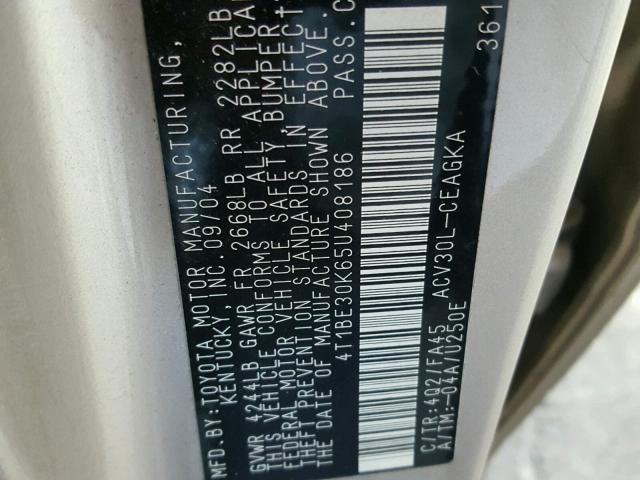 MFD.BY:TOYOTA MOTOR MANUFACTURING,
KENTUCKY, INC.09/04
GVWR 4244LB GAWR FR 2668LB RR 2282LB
THIS VEHICLE CONFORMS TO ALL APPLICA
FEDERAL MOTOR VEHICLE SAFETY, BUMPER,
THEFT PREVENTION STANDARDS IN EFFECT
THE DATE OF MANUFACTURE SHOWN ABOVE.
4T1BE30K65U408186 PASS.C
C/TR:4Q2/FA45 ACV30L-CEAGKA
A/TM:-04A/U250E 361